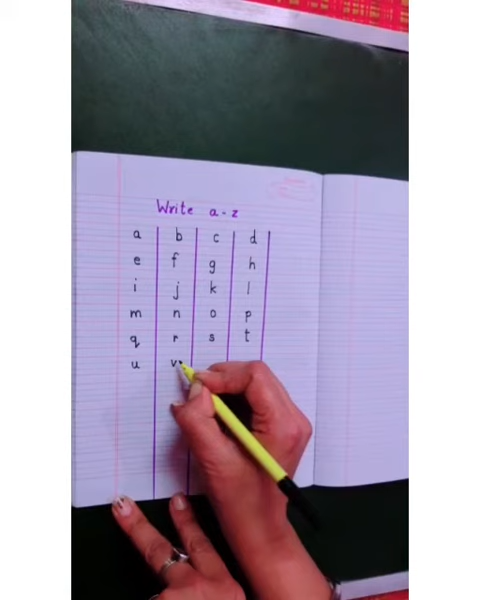 Write a-z
a b c d
e f g h
i j k l
m n o p
q r s t
u v